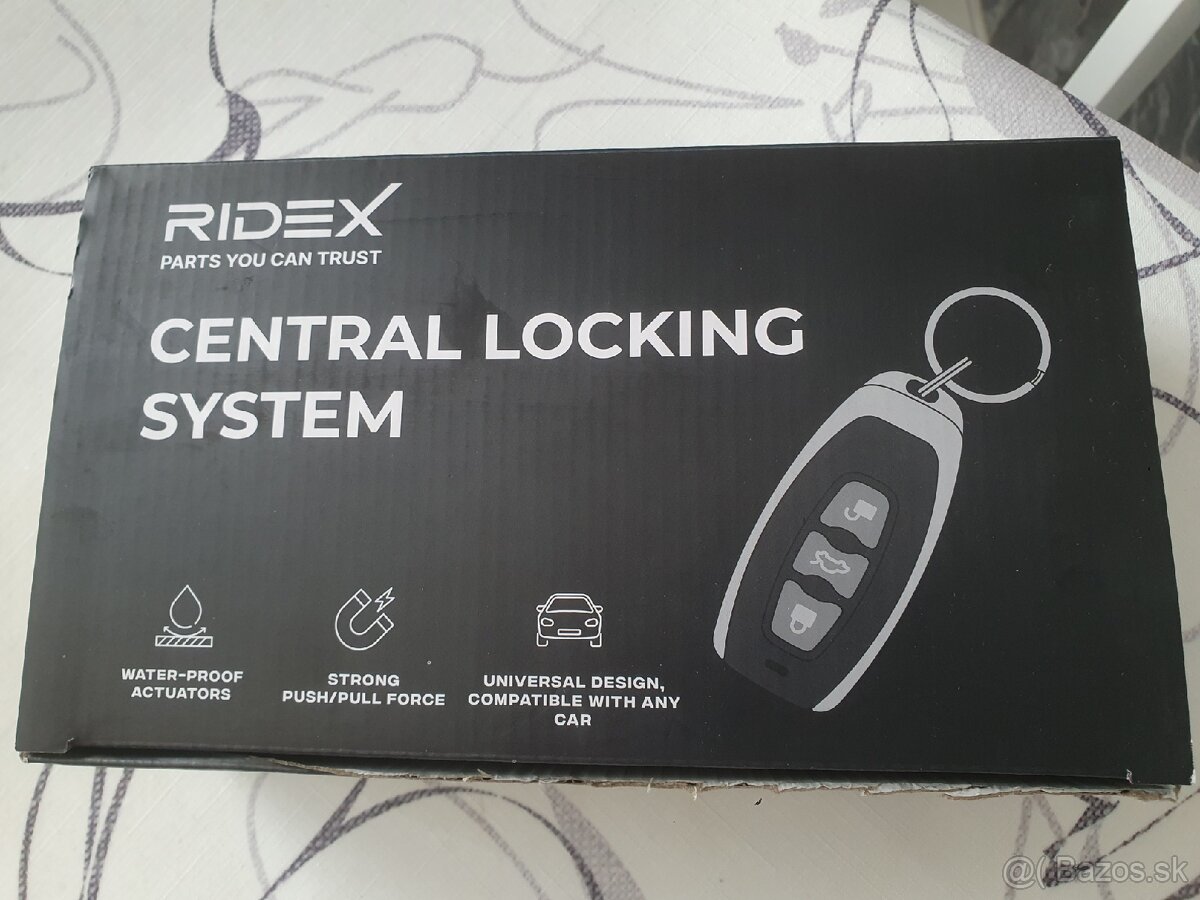 RIDEX
PARTS YOU CAN TRUST
CENTRAL LOCKING
SYSTEM
WATER-PROOF
ACTUATORS
STRONG
PUSH/PULL FORCE
UNIVERSAL DESIGN,
COMPATIBLE WITH ANY
CAR
@( Bazos.sk